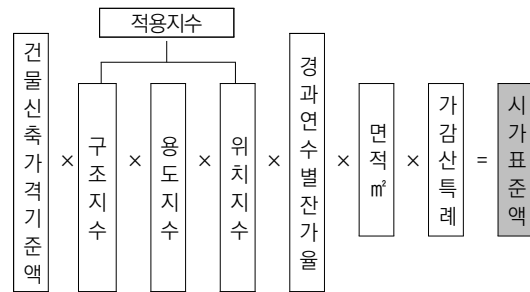 적용지수
건물신축가격기준액 × 구조지수 × 용도지수 × 위치지수 × 경과연수별잔가율 × 면적㎡ × 가감산특례 = 시가표준액